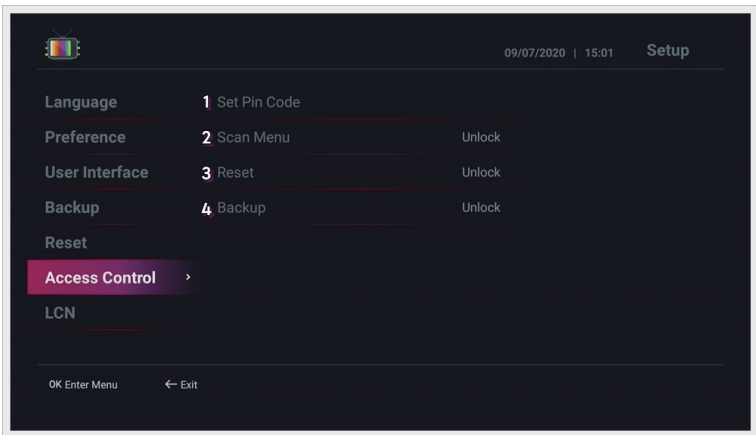 09/07/2020 | 15:01 Setup
Language 1 Set Pin Code
Preference 2 Scan Menu Unlock
User Interface 3 Reset Unlock
Backup 4 Backup Unlock
Reset
Access Control ›
LCN
OK Enter Menu ← Exit